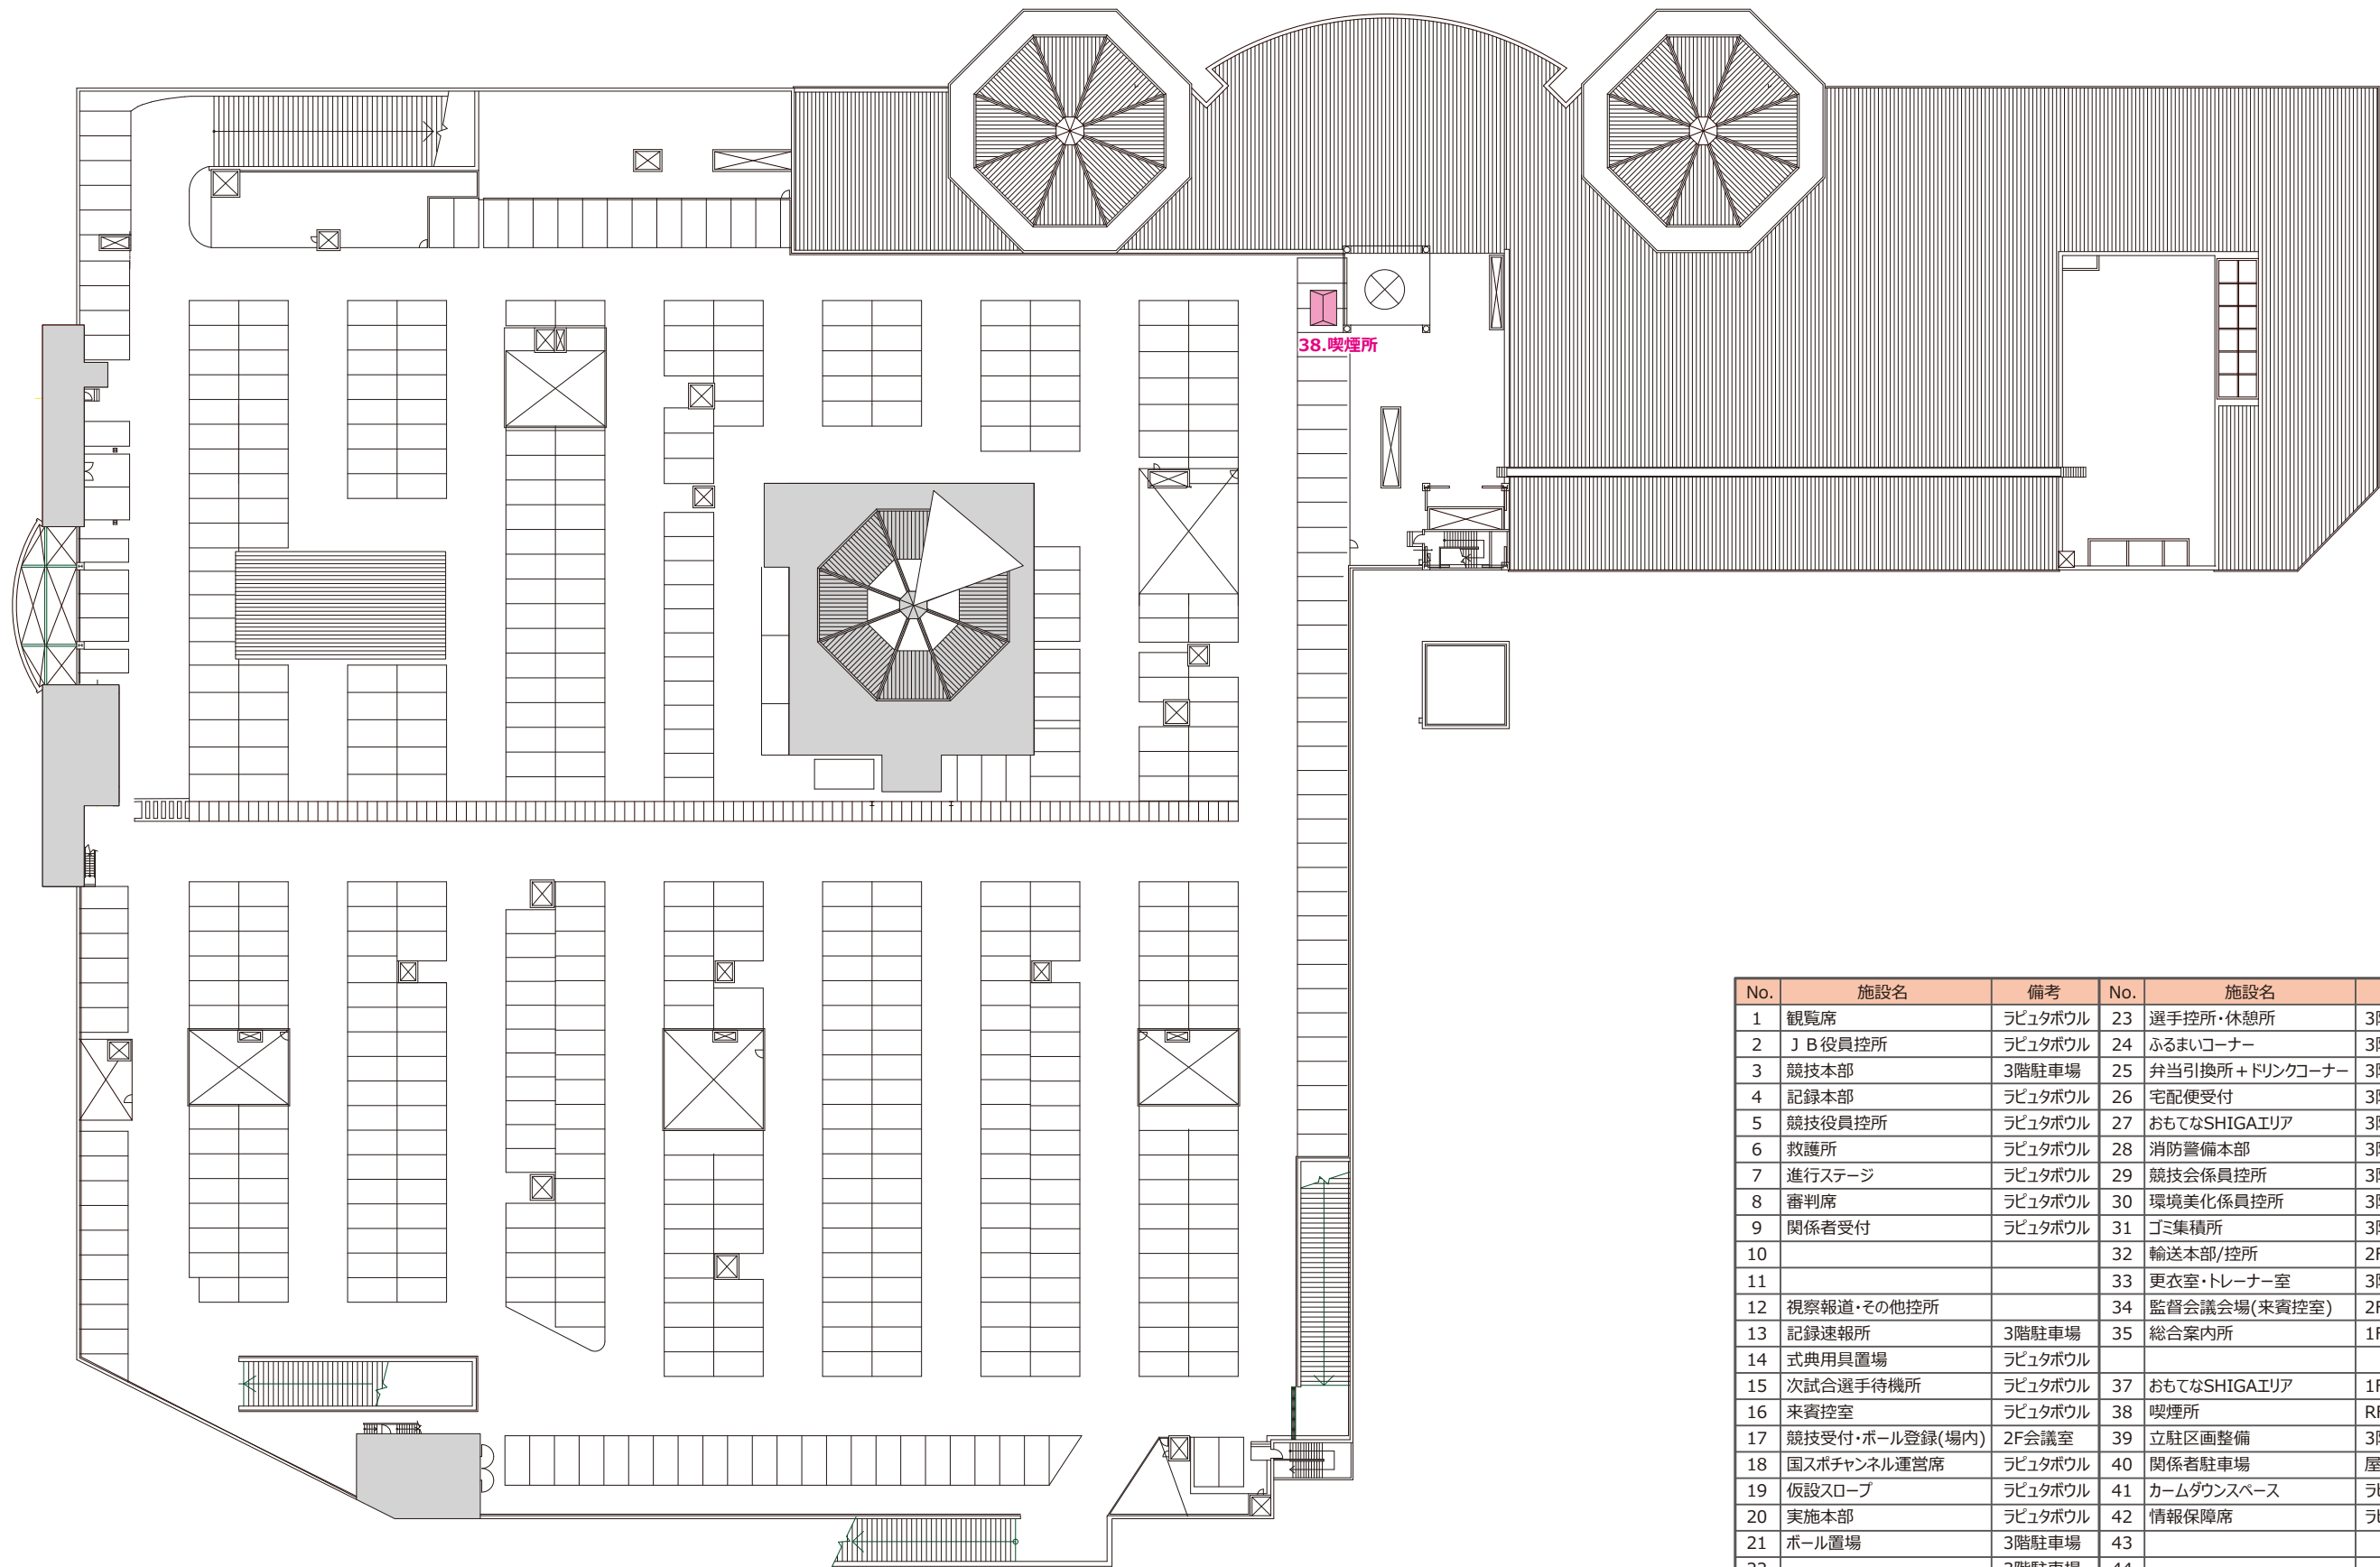 38.喫煙所
No. 施設名 備考 No. 施設名
1 観覧席 ラピュタボウル 23 選手控所・休憩所
2 ＪＢ役員控所 ラピュタボウル 24 ふるまいコーナー
3 競技本部 3階駐車場 25 弁当引換所＋ドリンクコーナー
4 記録本部 ラピュタボウル 26 宅配便受付
5 競技役員控所 ラピュタボウル 27 おもてなSHIGAエリア
6 救護所 ラピュタボウル 28 消防警備本部
7 進行ステージ ラピュタボウル 29 競技会係員控所
8 審判席 ラピュタボウル 30 環境美化係員控所
9 関係者受付 ラピュタボウル 31 ゴミ集積所
10 32 輸送本部/控所
11 33 更衣室・トレーナー室
12 視察報道・その他控所 34 監督会議会場(来賓控室)
13 記録速報所 3階駐車場 35 総合案内所
14 式典用具置場 ラピュタボウル
15 次試合選手待機所 ラピュタボウル 37 おもてなSHIGAエリア
16 来賓控室 ラピュタボウル 38 喫煙所
17 競技受付・ボール登録(場内) 2F会議室 39 立駐区画整備
18 国スポチャンネル運営席 ラピュタボウル 40 関係者駐車場
19 仮設スロープ ラピュタボウル 41 カームダウンスペース
20 実施本部 ラピュタボウル 42 情報保障席
21 ボール置場 3階駐車場 43